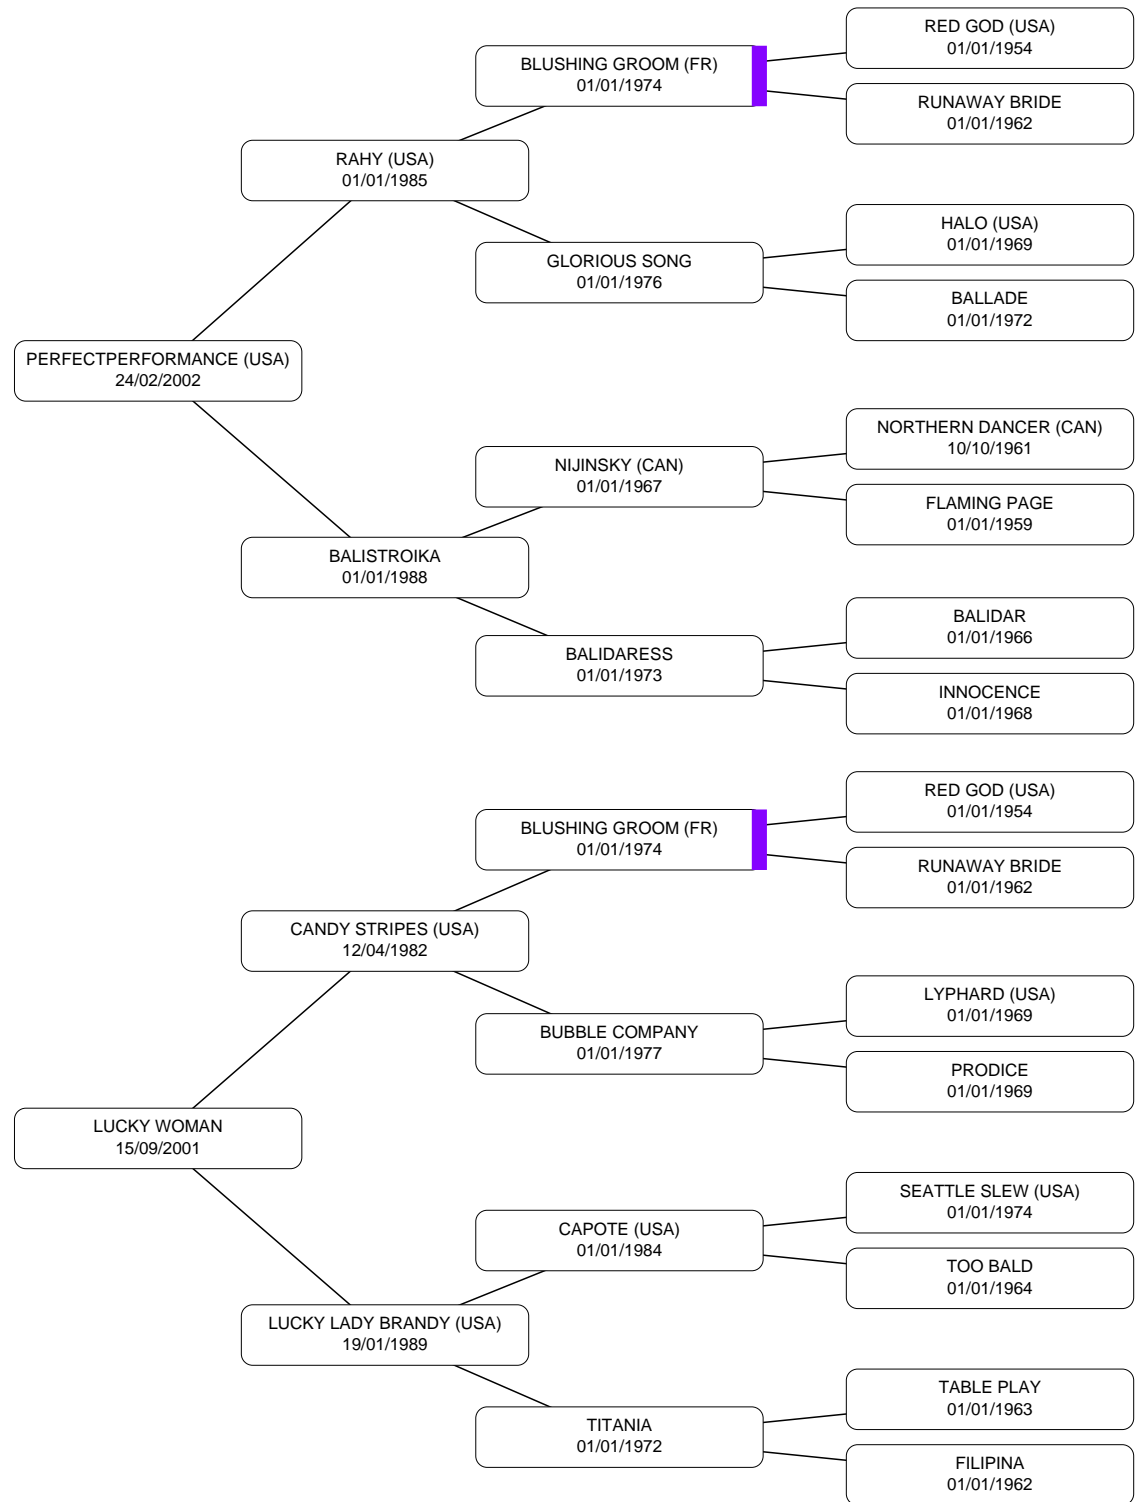 RED GOD (USA)
01/01/1954
BLUSHING GROOM (FR)
01/01/1974
RUNAWAY BRIDE
01/01/1962
RAHY (USA)
01/01/1985
HALO (USA)
01/01/1969
GLORIOUS SONG
01/01/1976
BALLADE
01/01/1972
PERFECTPERFORMANCE (USA)
24/02/2002
NORTHERN DANCER (CAN)
10/10/1961
NIJINSKY (CAN)
01/01/1967
FLAMING PAGE
01/01/1959
BALISTROIKA
01/01/1988
BALIDAR
01/01/1966
BALIDARESS
01/01/1973
INNOCENCE
01/01/1968
RED GOD (USA)
01/01/1954
BLUSHING GROOM (FR)
01/01/1974
RUNAWAY BRIDE
01/01/1962
CANDY STRIPES (USA)
12/04/1982
LYPHARD (USA)
01/01/1969
BUBBLE COMPANY
01/01/1977
PRODICE
01/01/1969
LUCKY WOMAN
15/09/2001
SEATTLE SLEW (USA)
01/01/1974
CAPOTE (USA)
01/01/1984
TOO BALD
01/01/1964
LUCKY LADY BRANDY (USA)
19/01/1989
TABLE PLAY
01/01/1963
TITANIA
01/01/1972
FILIPINA
01/01/1962